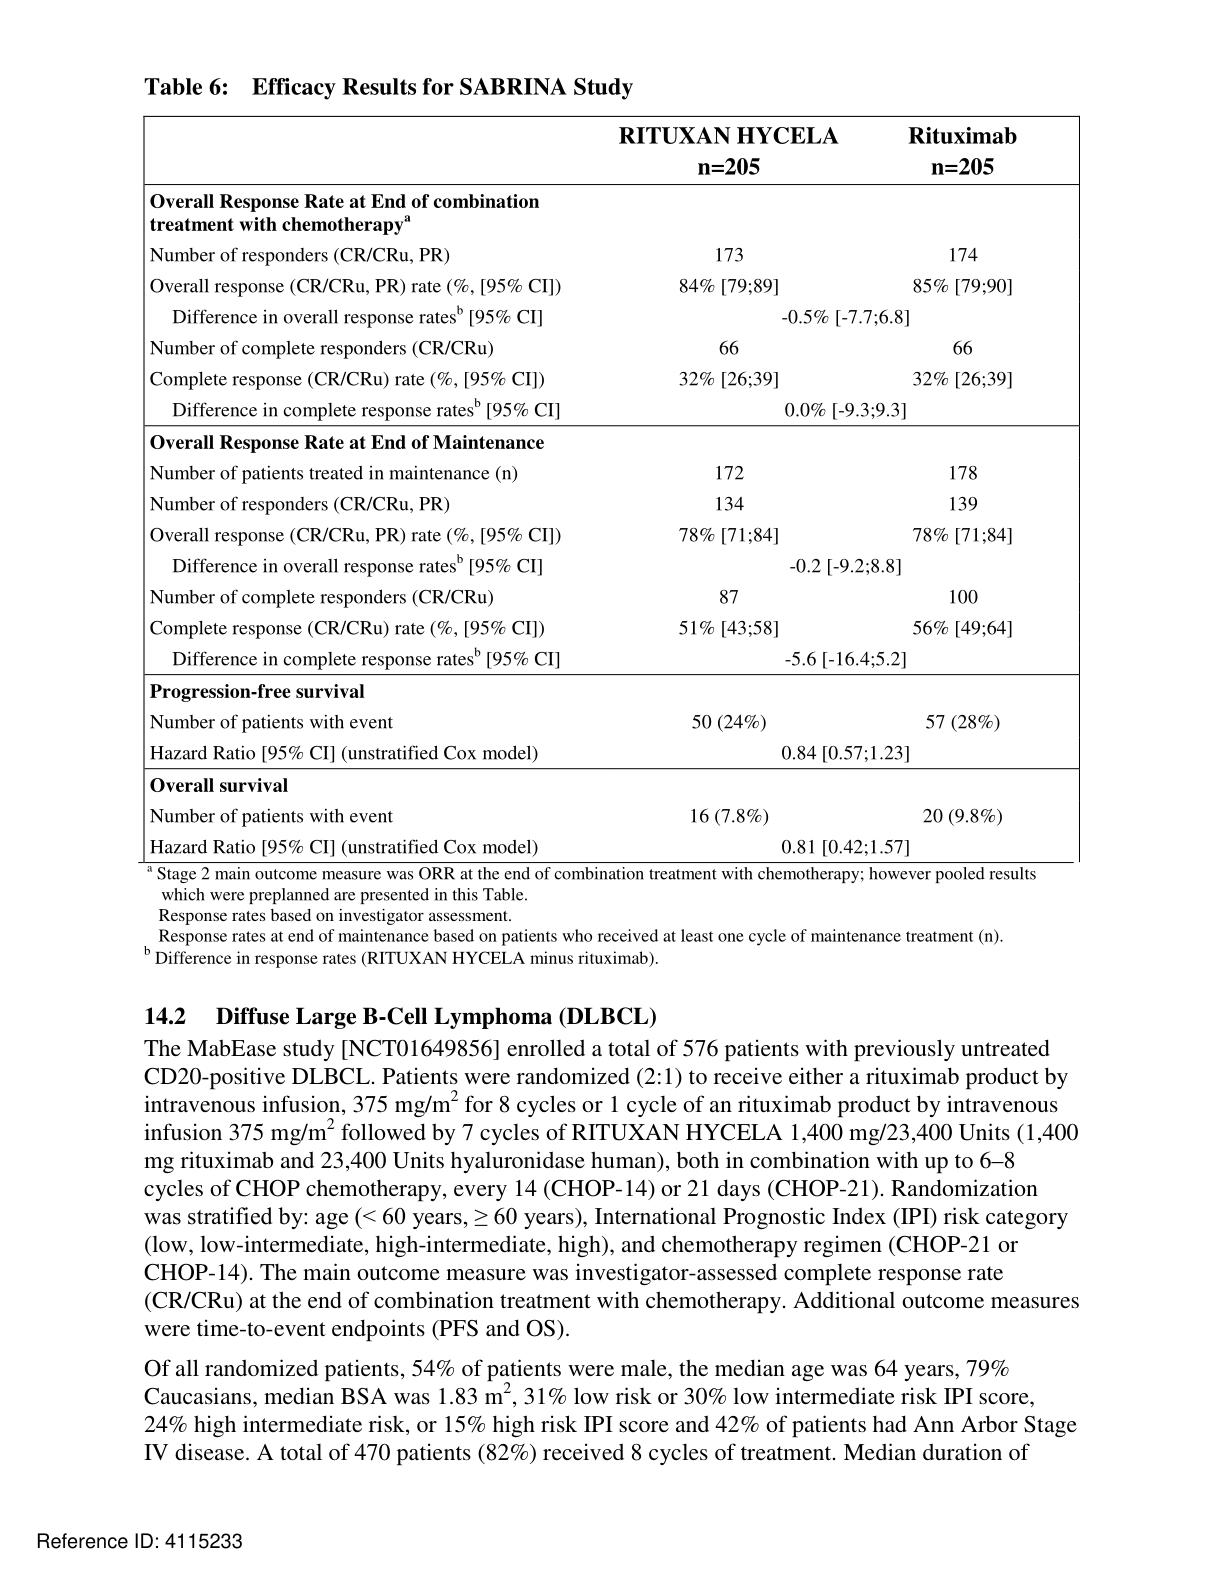 Table 6: Efficacy Results for SABRINA Study
RITUXAN HYCELA Rituximab
n=205 n=205
Overall Response Rate at End of combination
treatment with chemotherapyᵃ
Number of responders (CR/CRu, PR) 173 174
Overall response (CR/CRu, PR) rate (%, [95% CI]) 84% [79;89] 85% [79;90]
Difference in overall response ratesᵇ [95% CI] -0.5% [-7.7;6.8]
Number of complete responders (CR/CRu) 66 66
Complete response (CR/CRu) rate (%, [95% CI]) 32% [26;39] 32% [26;39]
Difference in complete response ratesᵇ [95% CI] 0.0% [-9.3;9.3]
Overall Response Rate at End of Maintenance
Number of patients treated in maintenance (n) 172 178
Number of responders (CR/CRu, PR) 134 139
Overall response (CR/CRu, PR) rate (%, [95% CI]) 78% [71;84] 78% [71;84]
Difference in overall response ratesᵇ [95% CI] -0.2 [-9.2;8.8]
Number of complete responders (CR/CRu) 87 100
Complete response (CR/CRu) rate (%, [95% CI]) 51% [43;58] 56% [49;64]
Difference in complete response ratesᵇ [95% CI] -5.6 [-16.4;5.2]
Progression-free survival
Number of patients with event 50 (24%) 57 (28%)
Hazard Ratio [95% CI] (unstratified Cox model) 0.84 [0.57;1.23]
Overall survival
Number of patients with event 16 (7.8%) 20 (9.8%)
Hazard Ratio [95% CI] (unstratified Cox model) 0.81 [0.42;1.57]
ᵃ Stage 2 main outcome measure was ORR at the end of combination treatment with chemotherapy; however pooled results
which were preplanned are presented in this Table.
Response rates based on investigator assessment.
Response rates at end of maintenance based on patients who received at least one cycle of maintenance treatment (n).
ᵇ Difference in response rates (RITUXAN HYCELA minus rituximab).
14.2 Diffuse Large B-Cell Lymphoma (DLBCL)
The MabEase study [NCT01649856] enrolled a total of 576 patients with previously untreated
CD20-positive DLBCL. Patients were randomized (2:1) to receive either a rituximab product by
intravenous infusion, 375 mg/m² for 8 cycles or 1 cycle of an rituximab product by intravenous
infusion 375 mg/m² followed by 7 cycles of RITUXAN HYCELA 1,400 mg/23,400 Units (1,400
mg rituximab and 23,400 Units hyaluronidase human), both in combination with up to 6–8
cycles of CHOP chemotherapy, every 14 (CHOP-14) or 21 days (CHOP-21). Randomization
was stratified by: age (< 60 years, ≥ 60 years), International Prognostic Index (IPI) risk category
(low, low-intermediate, high-intermediate, high), and chemotherapy regimen (CHOP-21 or
CHOP-14). The main outcome measure was investigator-assessed complete response rate
(CR/CRu) at the end of combination treatment with chemotherapy. Additional outcome measures
were time-to-event endpoints (PFS and OS).
Of all randomized patients, 54% of patients were male, the median age was 64 years, 79%
Caucasians, median BSA was 1.83 m², 31% low risk or 30% low intermediate risk IPI score,
24% high intermediate risk, or 15% high risk IPI score and 42% of patients had Ann Arbor Stage
IV disease. A total of 470 patients (82%) received 8 cycles of treatment. Median duration of
Reference ID: 4115233